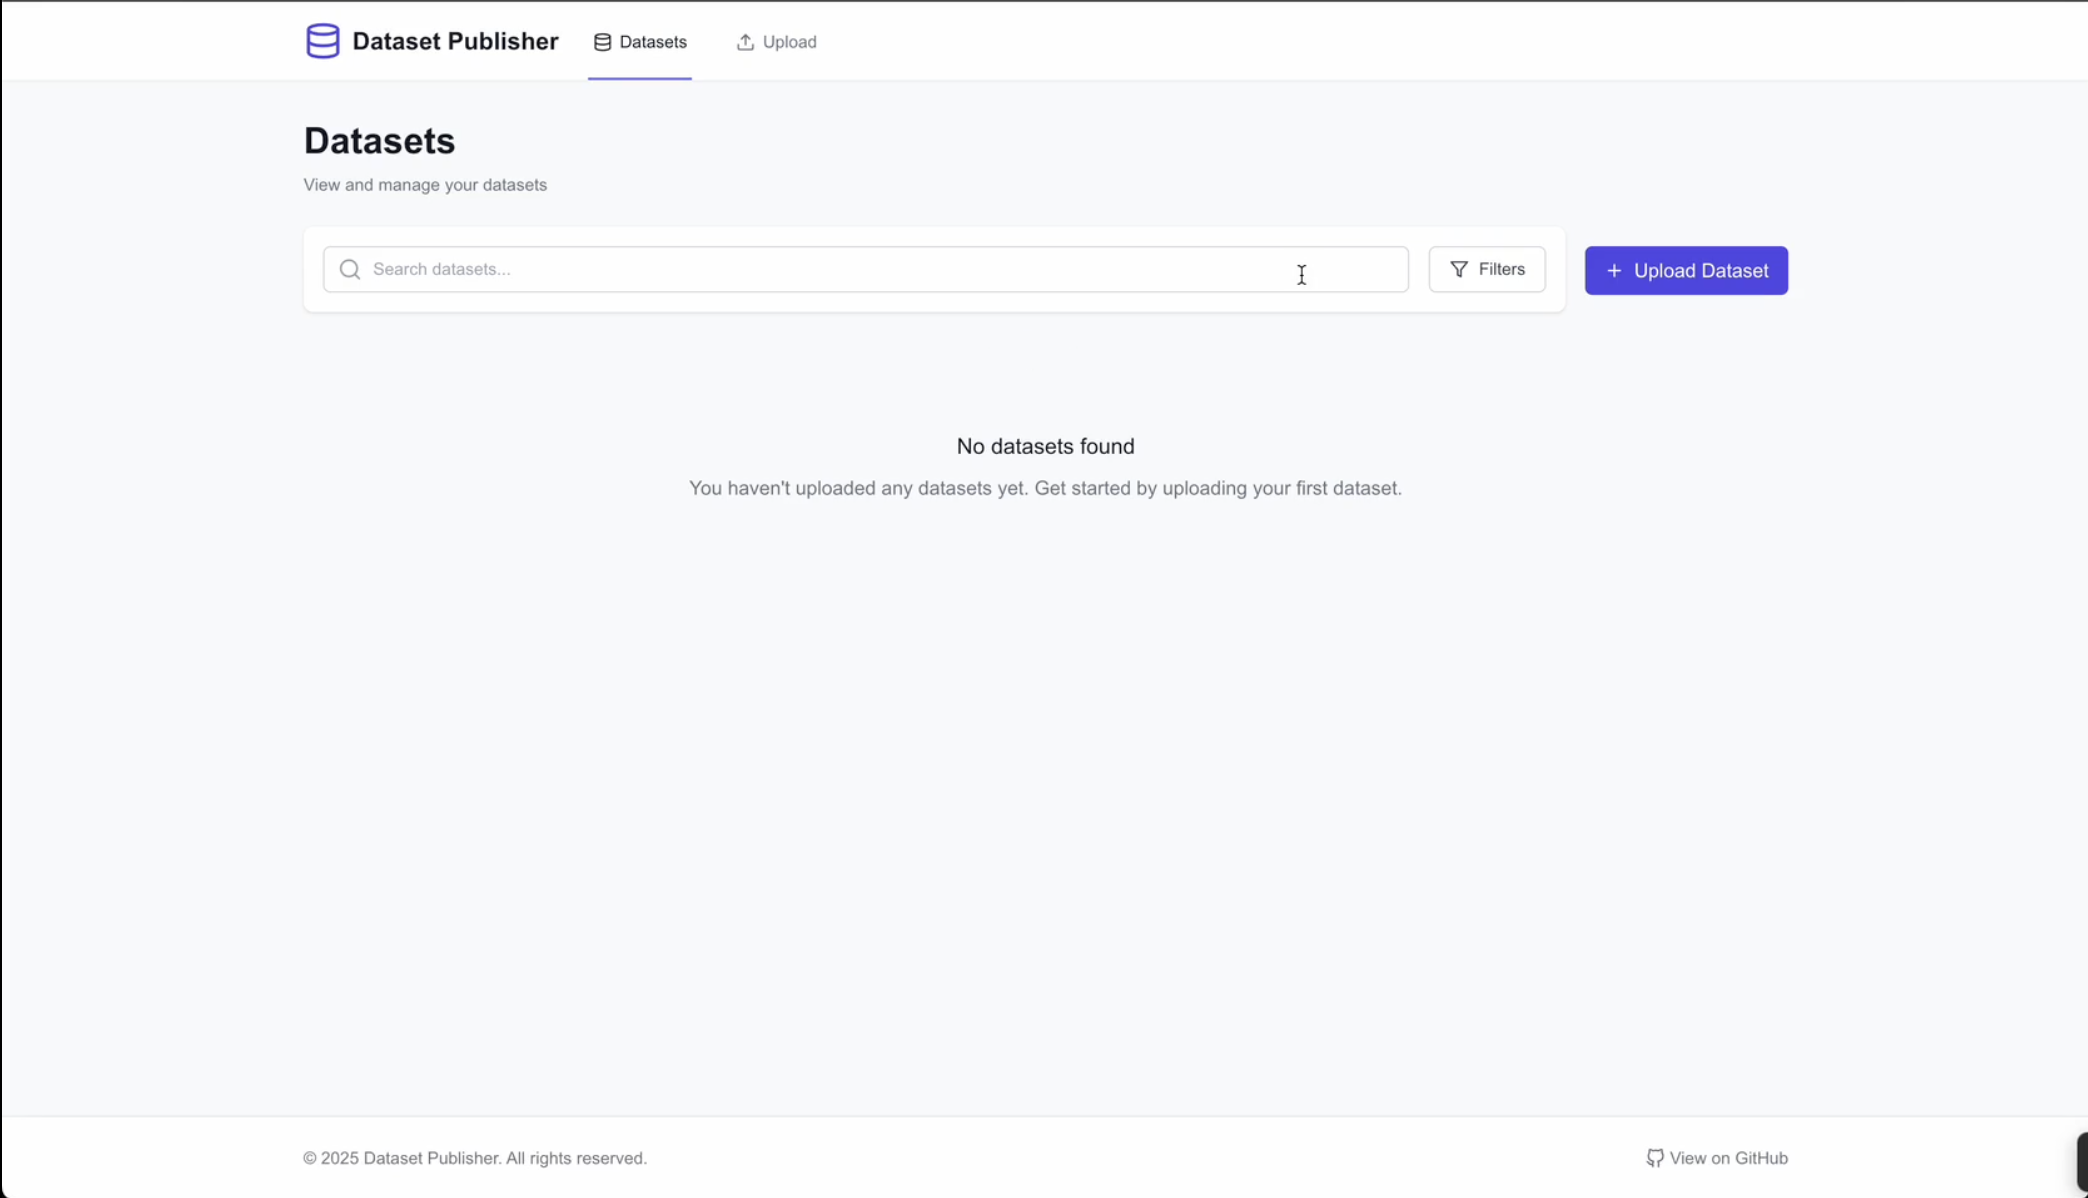 Dataset Publisher
Datasets
Upload
Datasets
View and manage your datasets
Search datasets...
Filters
+ Upload Dataset
No datasets found
You haven't uploaded any datasets yet. Get started by uploading your first dataset.
© 2025 Dataset Publisher. All rights reserved.
View on GitHub